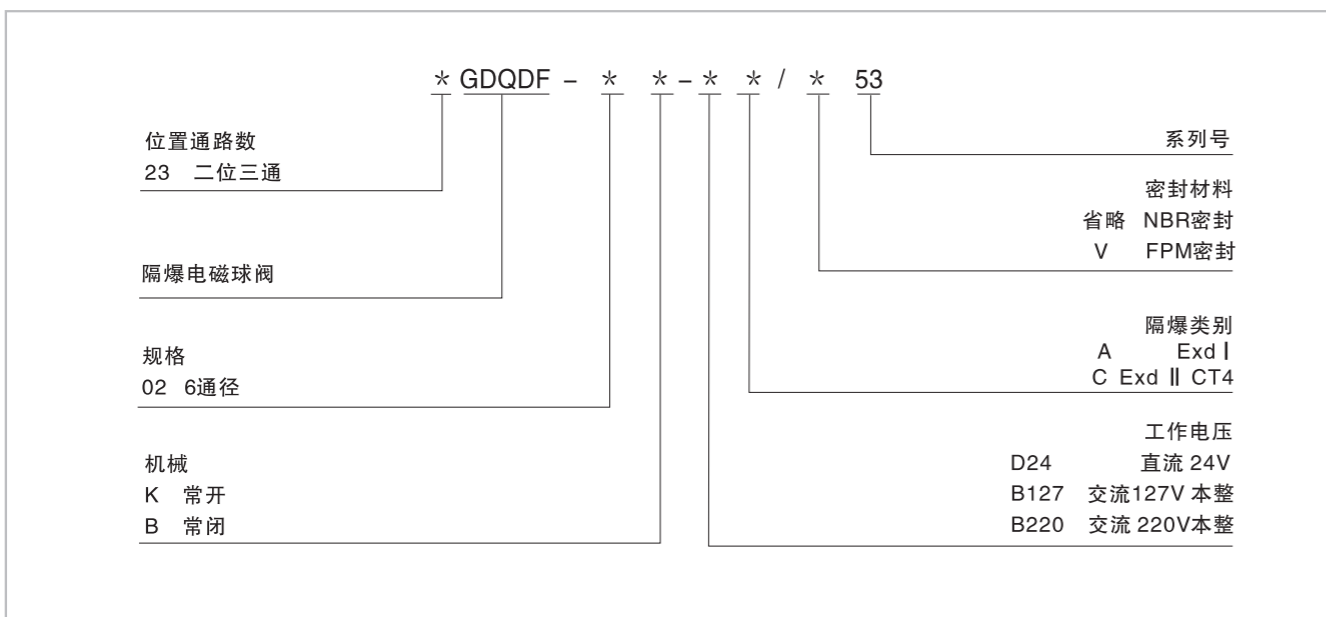 * GDQDF - * * - * * / * 53
位置通路数
23 二位三通
隔爆电磁球阀
规格
02 6通径
机械
K 常开
B 常闭
系列号
密封材料
省略 NBR密封
V FPM密封
隔爆类别
A Exd Ⅰ
C Exd Ⅱ CT4
工作电压
D24 直流 24V
B127 交流127V 本整
B220 交流 220V本整